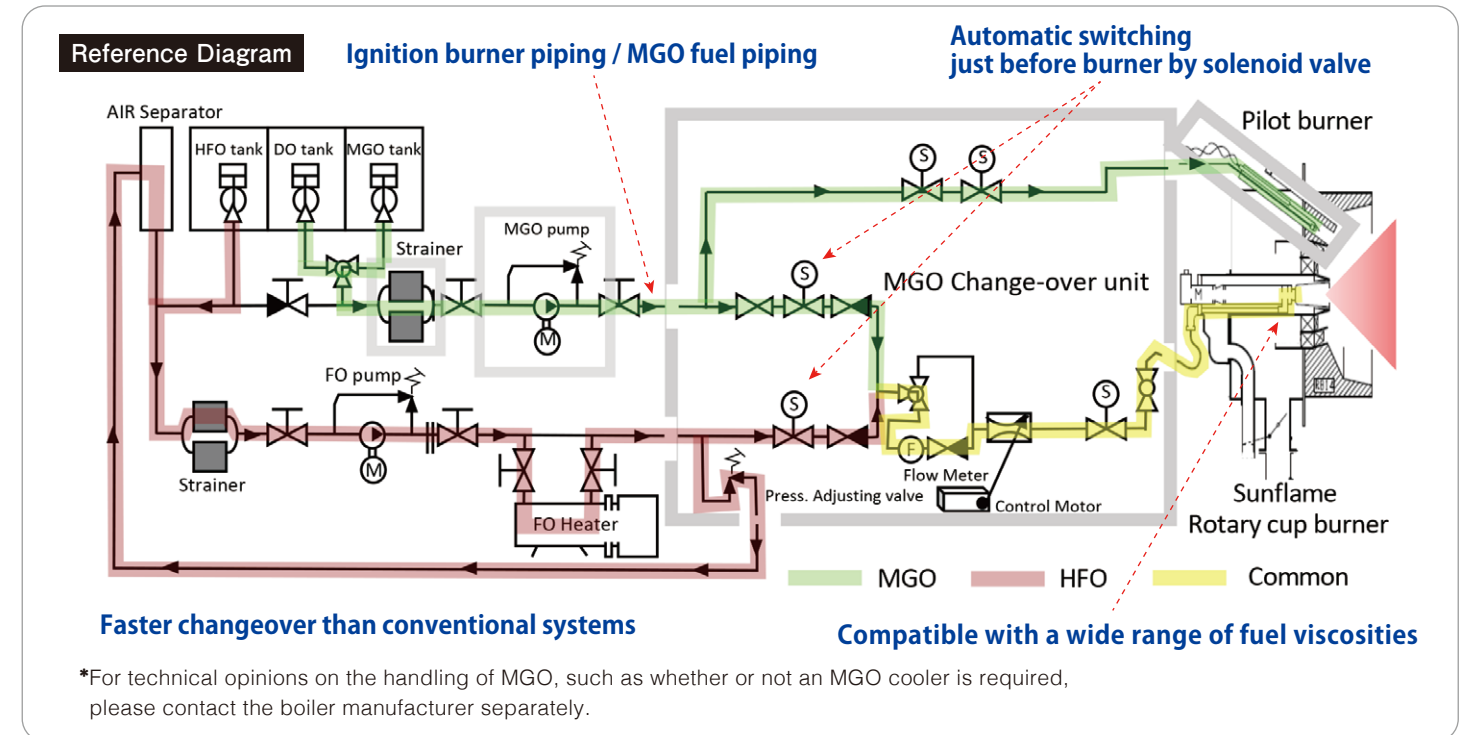 Reference Diagram
Ignition burner piping / MGO fuel piping
Automatic switching
just before burner by solenoid valve
AIR Separator
HFO tank
DO tank
MGO tank
Pilot burner
S
S
Strainer
MGO pump
M
S
MGO Change-over unit
M
FO pump
M
S
S
Strainer
F
Flow Meter
Press. Adjusting valve
Control Motor
FO Heater
Sunflame
Rotary cup burner
MGO
HFO
Common
Faster changeover than conventional systems
Compatible with a wide range of fuel viscosities
*For technical opinions on the handling of MGO, such as whether or not an MGO cooler is required,
please contact the boiler manufacturer separately.